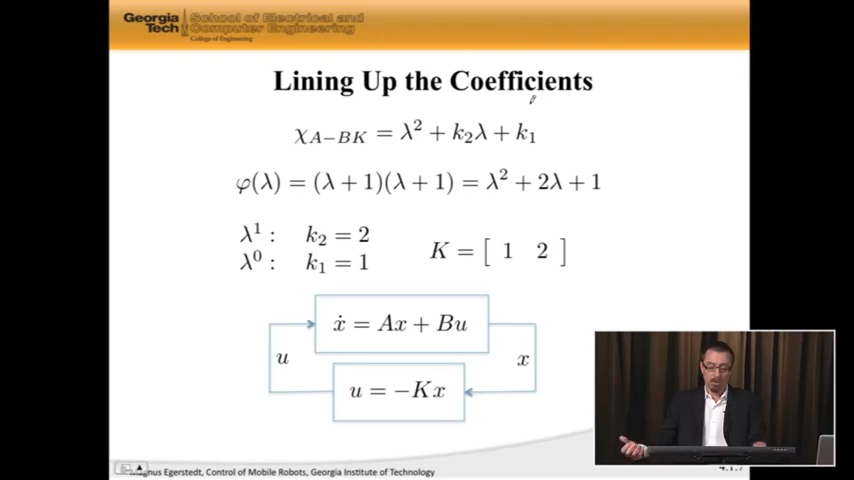 Georgia Tech
School of Electrical and Computer Engineering
College of Engineering
Lining Up the Coefficients
χ_{A−BK} = λ² + k₂λ + k₁
φ(λ) = (λ + 1)(λ + 1) = λ² + 2λ + 1
λ¹ : k₂ = 2
λ⁰ : k₁ = 1
K = [ 1 2 ]
ẋ = Ax + Bu
u
x
u = −Kx
Magnus Egerstedt, Control of Mobile Robots, Georgia Institute of Technology